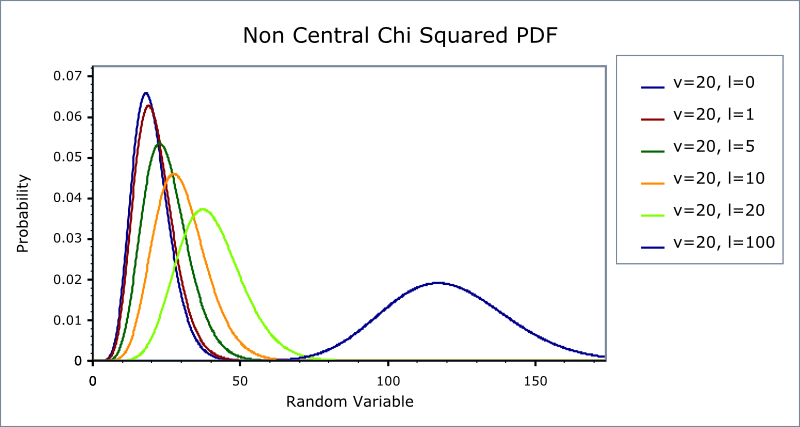 Non Central Chi Squared PDF
Probability
0.07
0.06
0.05
0.04
0.03
0.02
0.01
0
0
50
100
150
Random Variable
v=20, l=0
v=20, l=1
v=20, l=5
v=20, l=10
v=20, l=20
v=20, l=100